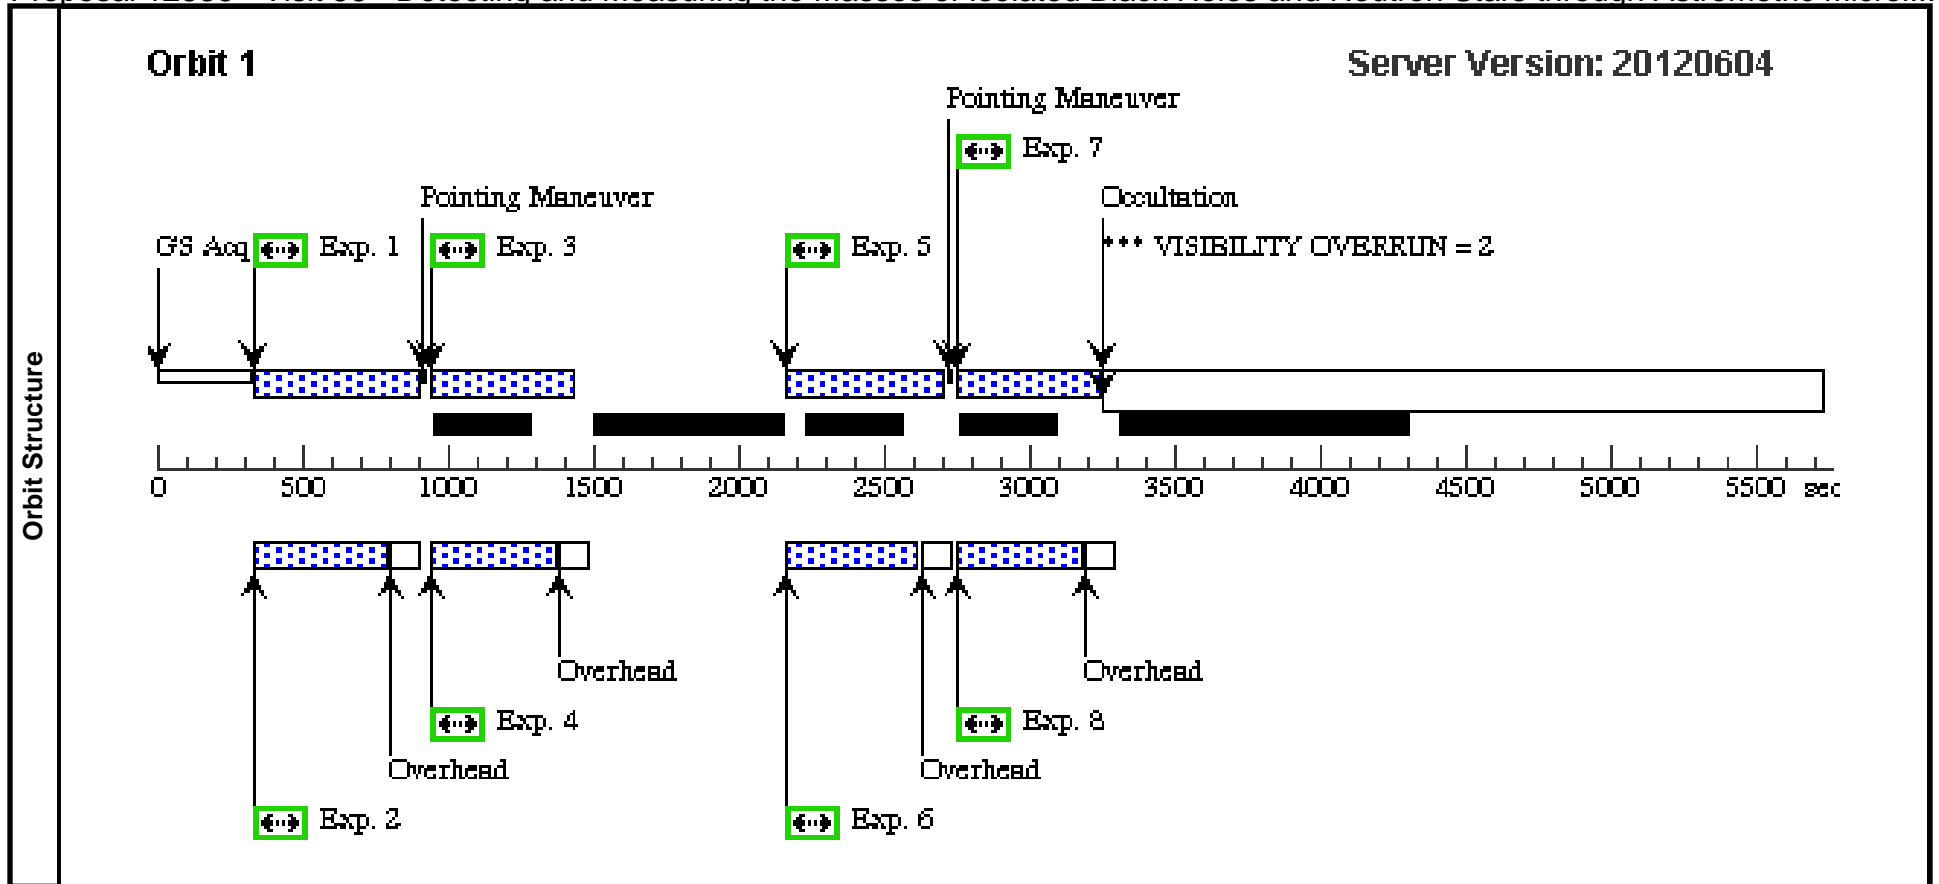 Orbit 1
Server Version: 20120604
Pointing Maneuver
Exp. 7
Pointing Maneuver
Occultation
GS Acq
Exp. 1
Exp. 3
Exp. 5
*** VISIBILITY OVERRUN = 2
Orbit Structure
0 500 1000 1500 2000 2500 3000 3500 4000 4500 5000 5500 sec
Overhead
Overhead
Exp. 4
Exp. 8
Overhead
Overhead
Exp. 2
Exp. 6